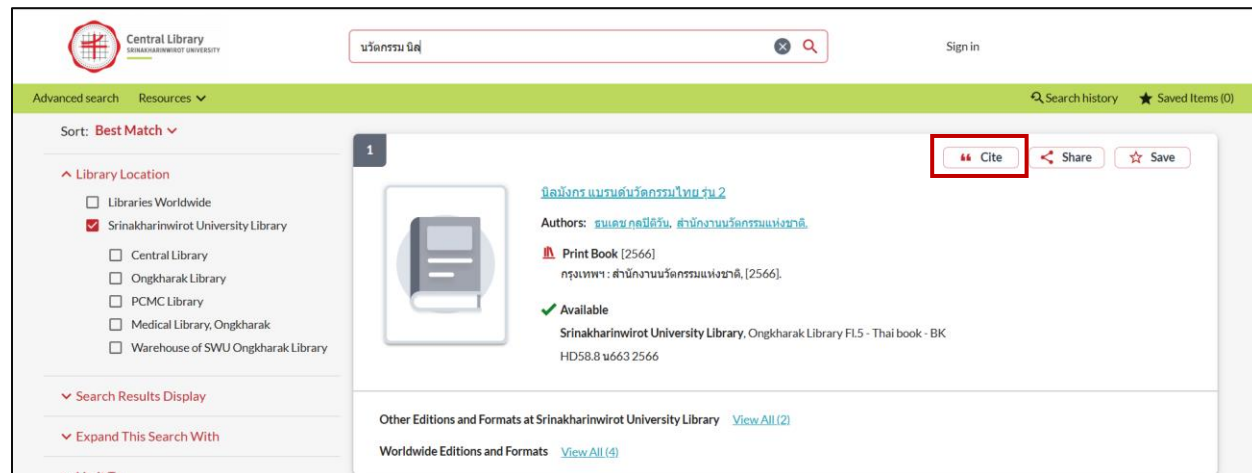 Central Library
SRINAKHARINWIROT UNIVERSITY
นวัตกรรม นิล
Sign in
Advanced search Resources
Search history Saved Items (0)
Sort: Best Match
Library Location
Libraries Worldwide
Srinakharinwirot University Library
Central Library
Ongkharak Library
PCMC Library
Medical Library, Ongkharak
Warehouse of SWU Ongkharak Library
Search Results Display
Expand This Search With
1
Cite Share Save
นิลมังกร แบรนด์นวัตกรรมไทย รุ่น 2
Authors: ธนเดช กุลปิติวัน, สำนักงานนวัตกรรมแห่งชาติ.
Print Book [2566]
กรุงเทพฯ : สำนักงานนวัตกรรมแห่งชาติ, [2566].
Available
Srinakharinwirot University Library, Ongkharak Library Fl.5 - Thai book - BK
HD58.8 น663 2566
Other Editions and Formats at Srinakharinwirot University Library View All (2)
Worldwide Editions and Formats View All (4)